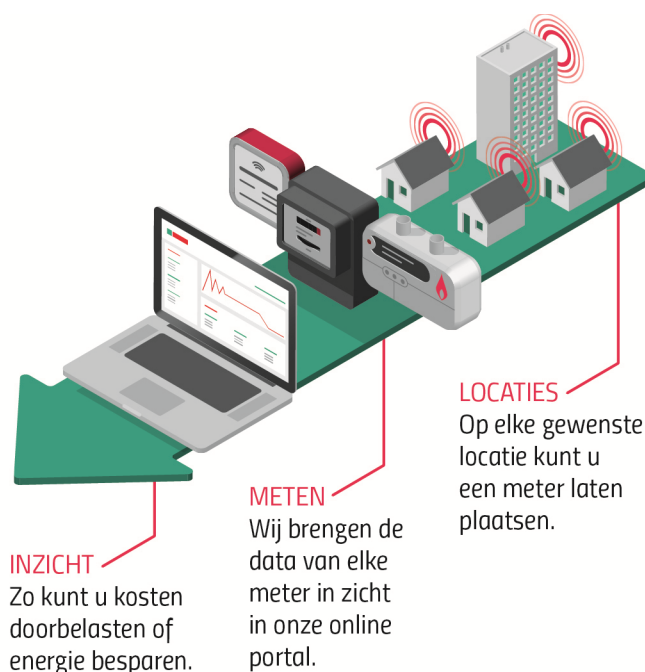 LOCATIES
Op elke gewenste
locatie kunt u
een meter laten
plaatsen.
METEN
Wij brengen de
data van elke
meter in zicht
in onze online
portal.
INZICHT
Zo kunt u kosten
doorbelasten of
energie besparen.